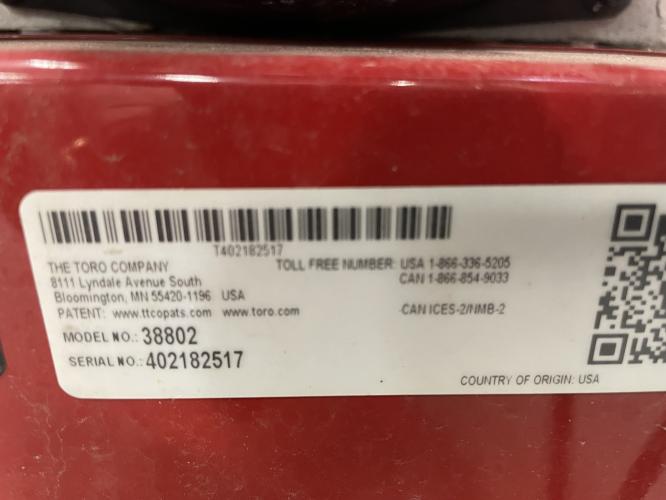 T402182517
THE TORO COMPANY
8111 Lyndale Avenue South
Bloomington, MN 55420-1196 USA
PATENT: www.ttcopats.com www.toro.com
TOLL FREE NUMBER: USA 1-866-336-5205
CAN 1-866-854-9033
CAN ICES-2/NMB-2
MODEL NO.: 38802
SERIAL NO.: 402182517
COUNTRY OF ORIGIN: USA